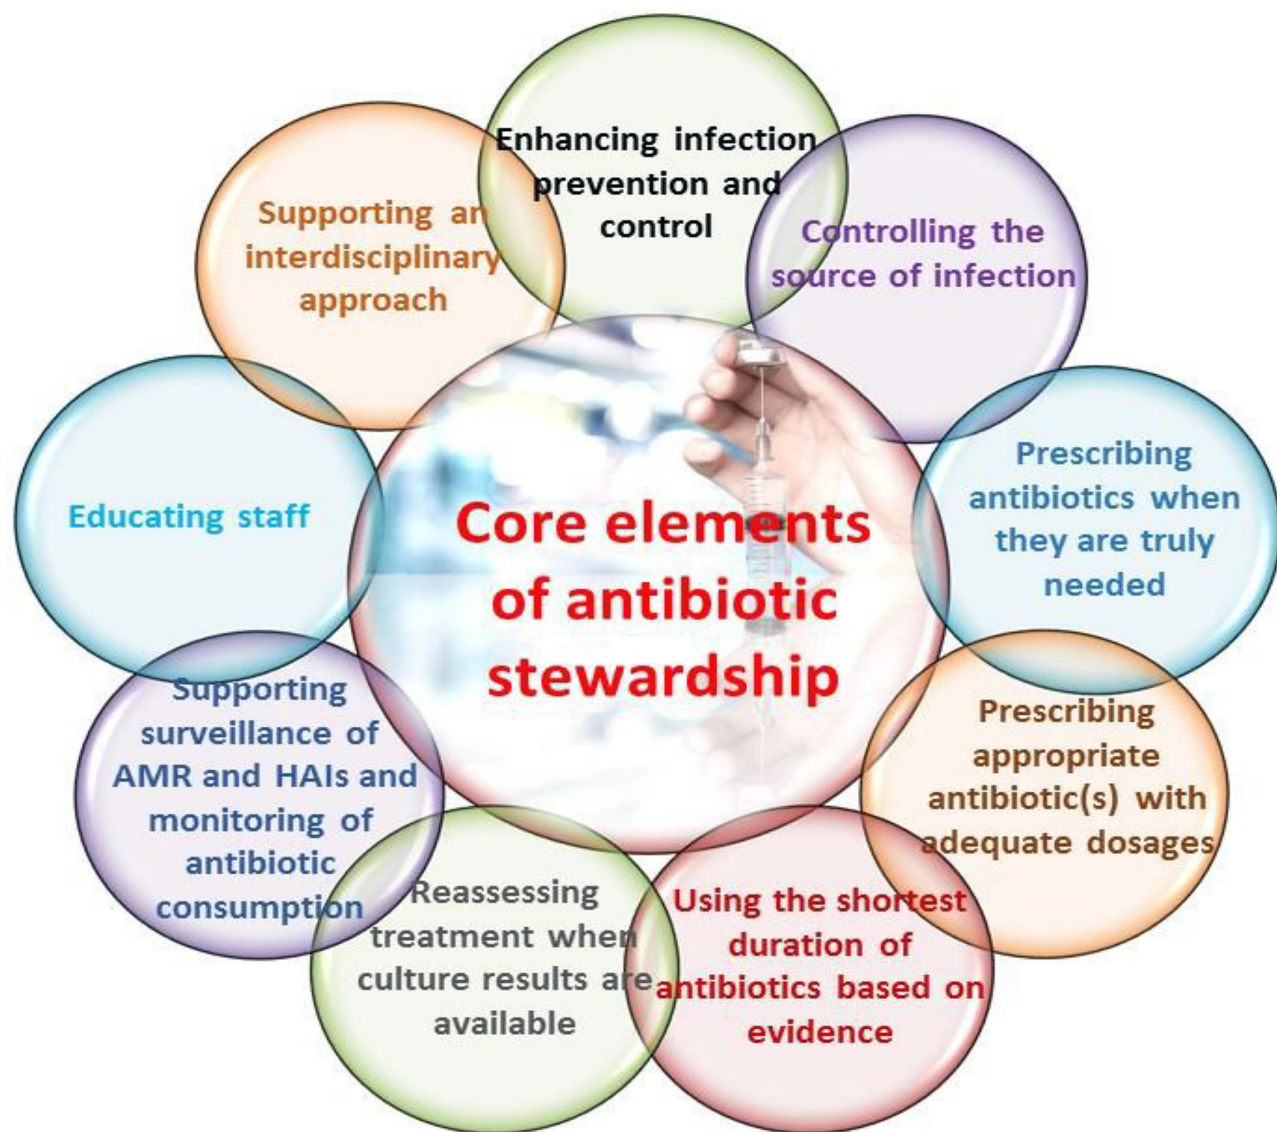 Enhancing infection
prevention and
control
Controlling the
source of infection
Prescribing
antibiotics when
they are truly
needed
Prescribing
appropriate
antibiotic(s) with
adequate dosages
Using the shortest
duration of
antibiotics based on
evidence
Reassessing
treatment when
culture results are
available
Supporting
surveillance of
AMR and HAIs and
monitoring of
antibiotic
consumption
Educating staff
Supporting an
interdisciplinary
approach
Core elements
of antibiotic
stewardship